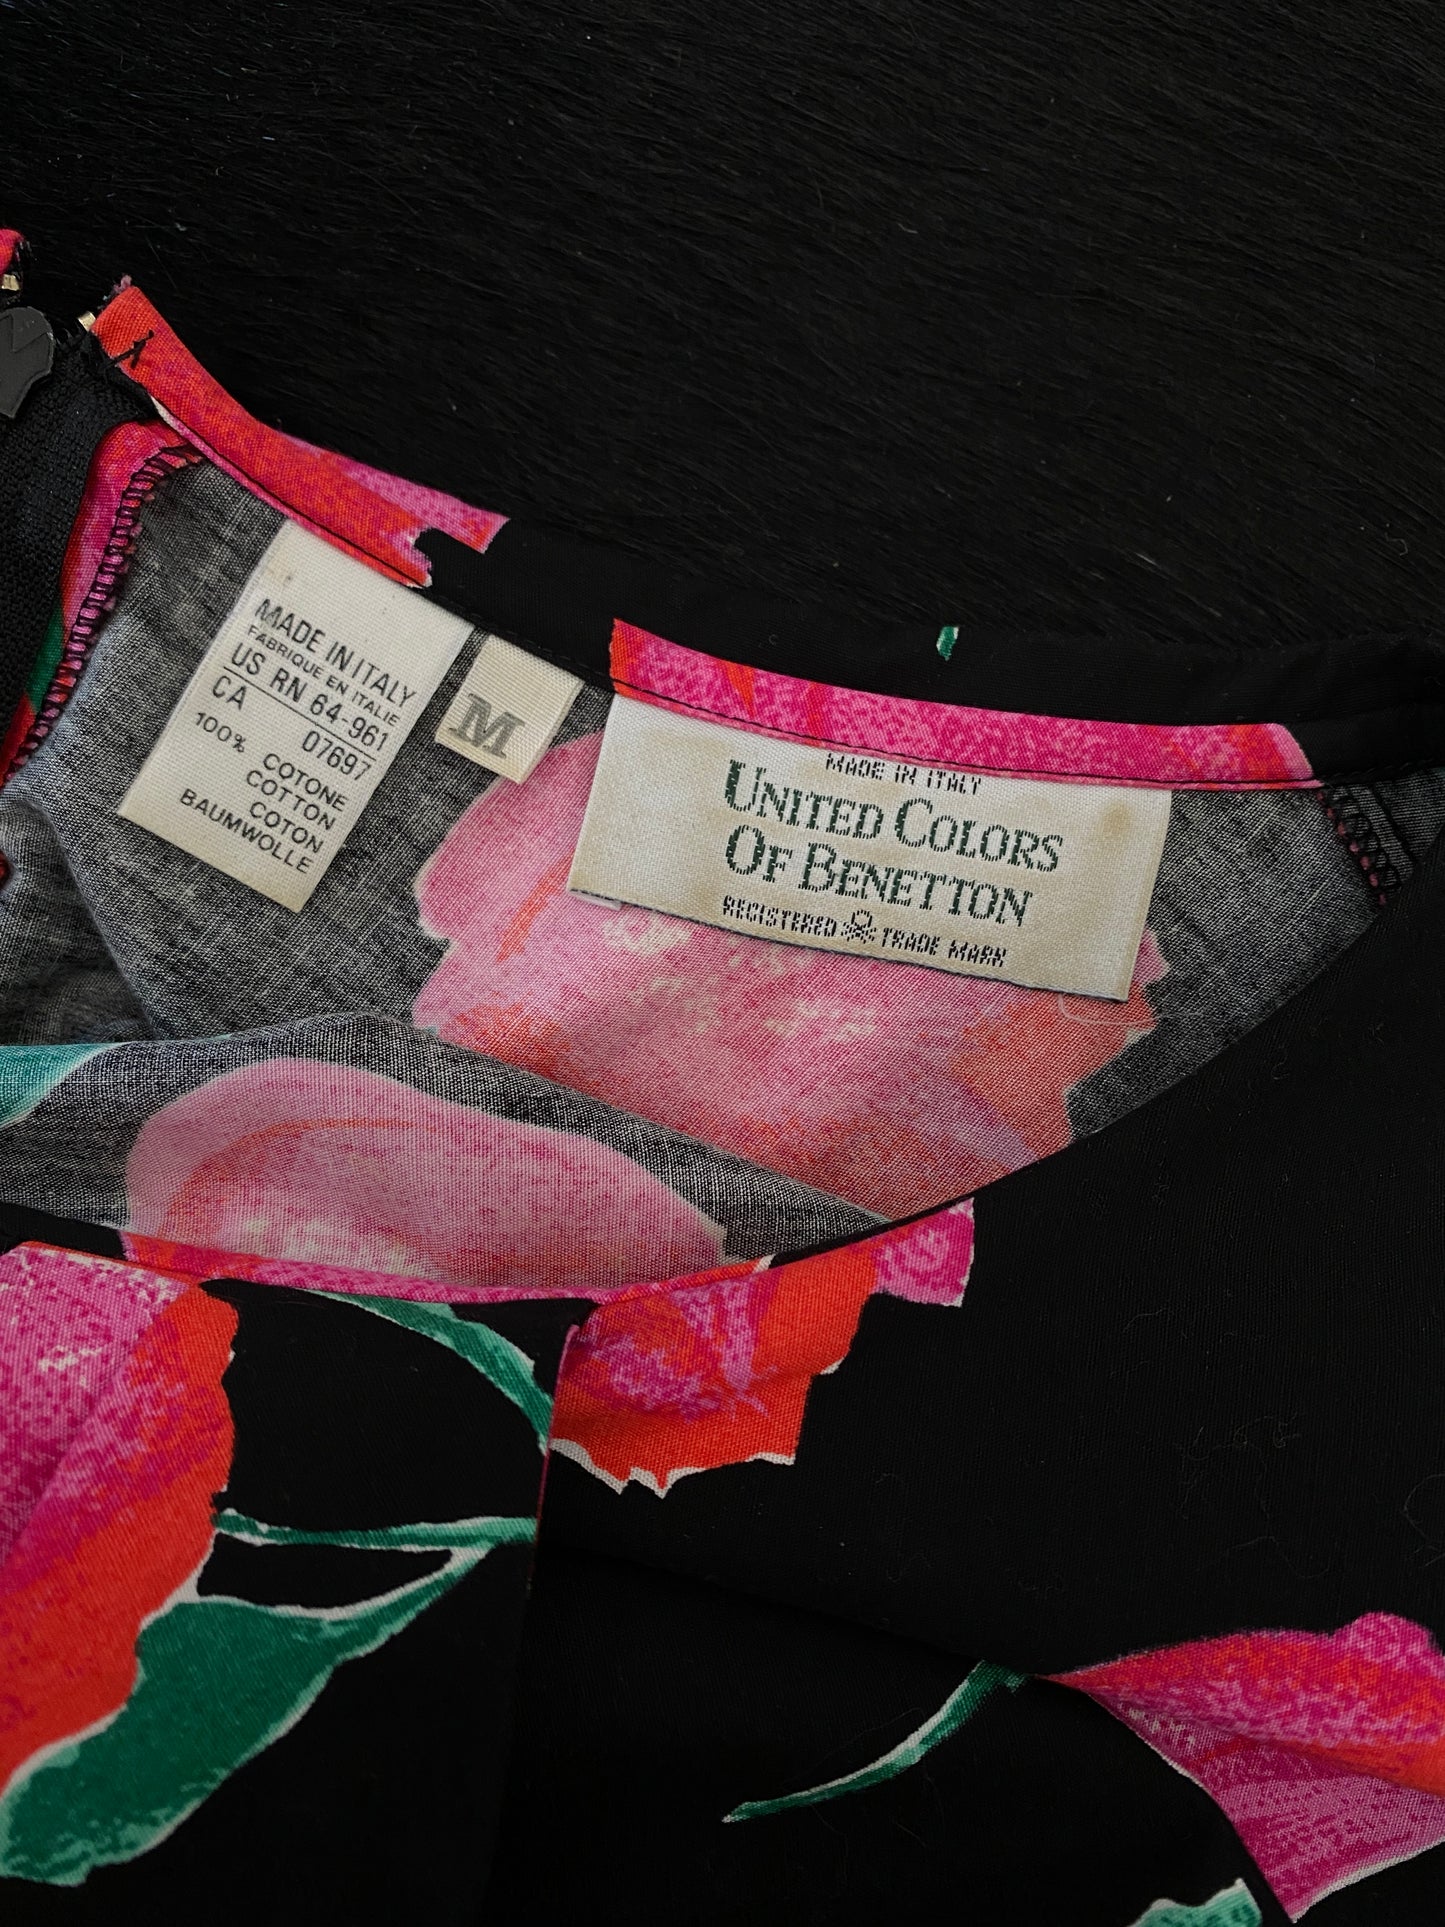 MADE IN ITALY
FABRIQUE EN ITALIE
US RN 64-961
CA 07697
100% COTONE
COTTON
COTON
BAUMWOLLE
M
MADE IN ITALY
UNITED COLORS
OF BENETTON
REGISTERED TRADE MARK